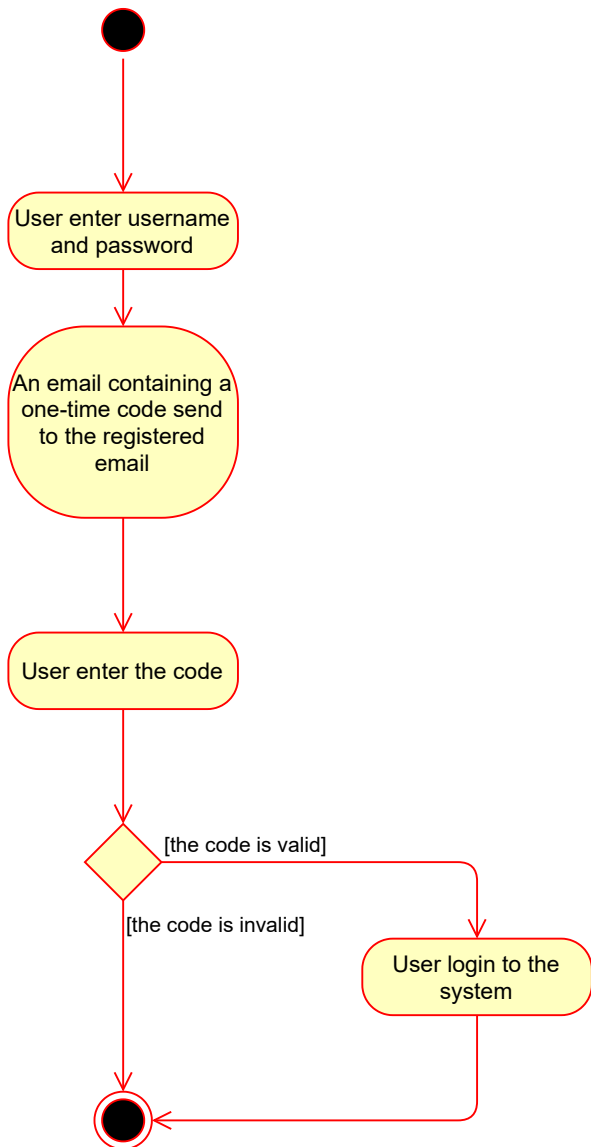 User enter username
and password
An email containing a
one-time code send
to the registered
email
User enter the code
[the code is valid]
[the code is invalid]
User login to the
system